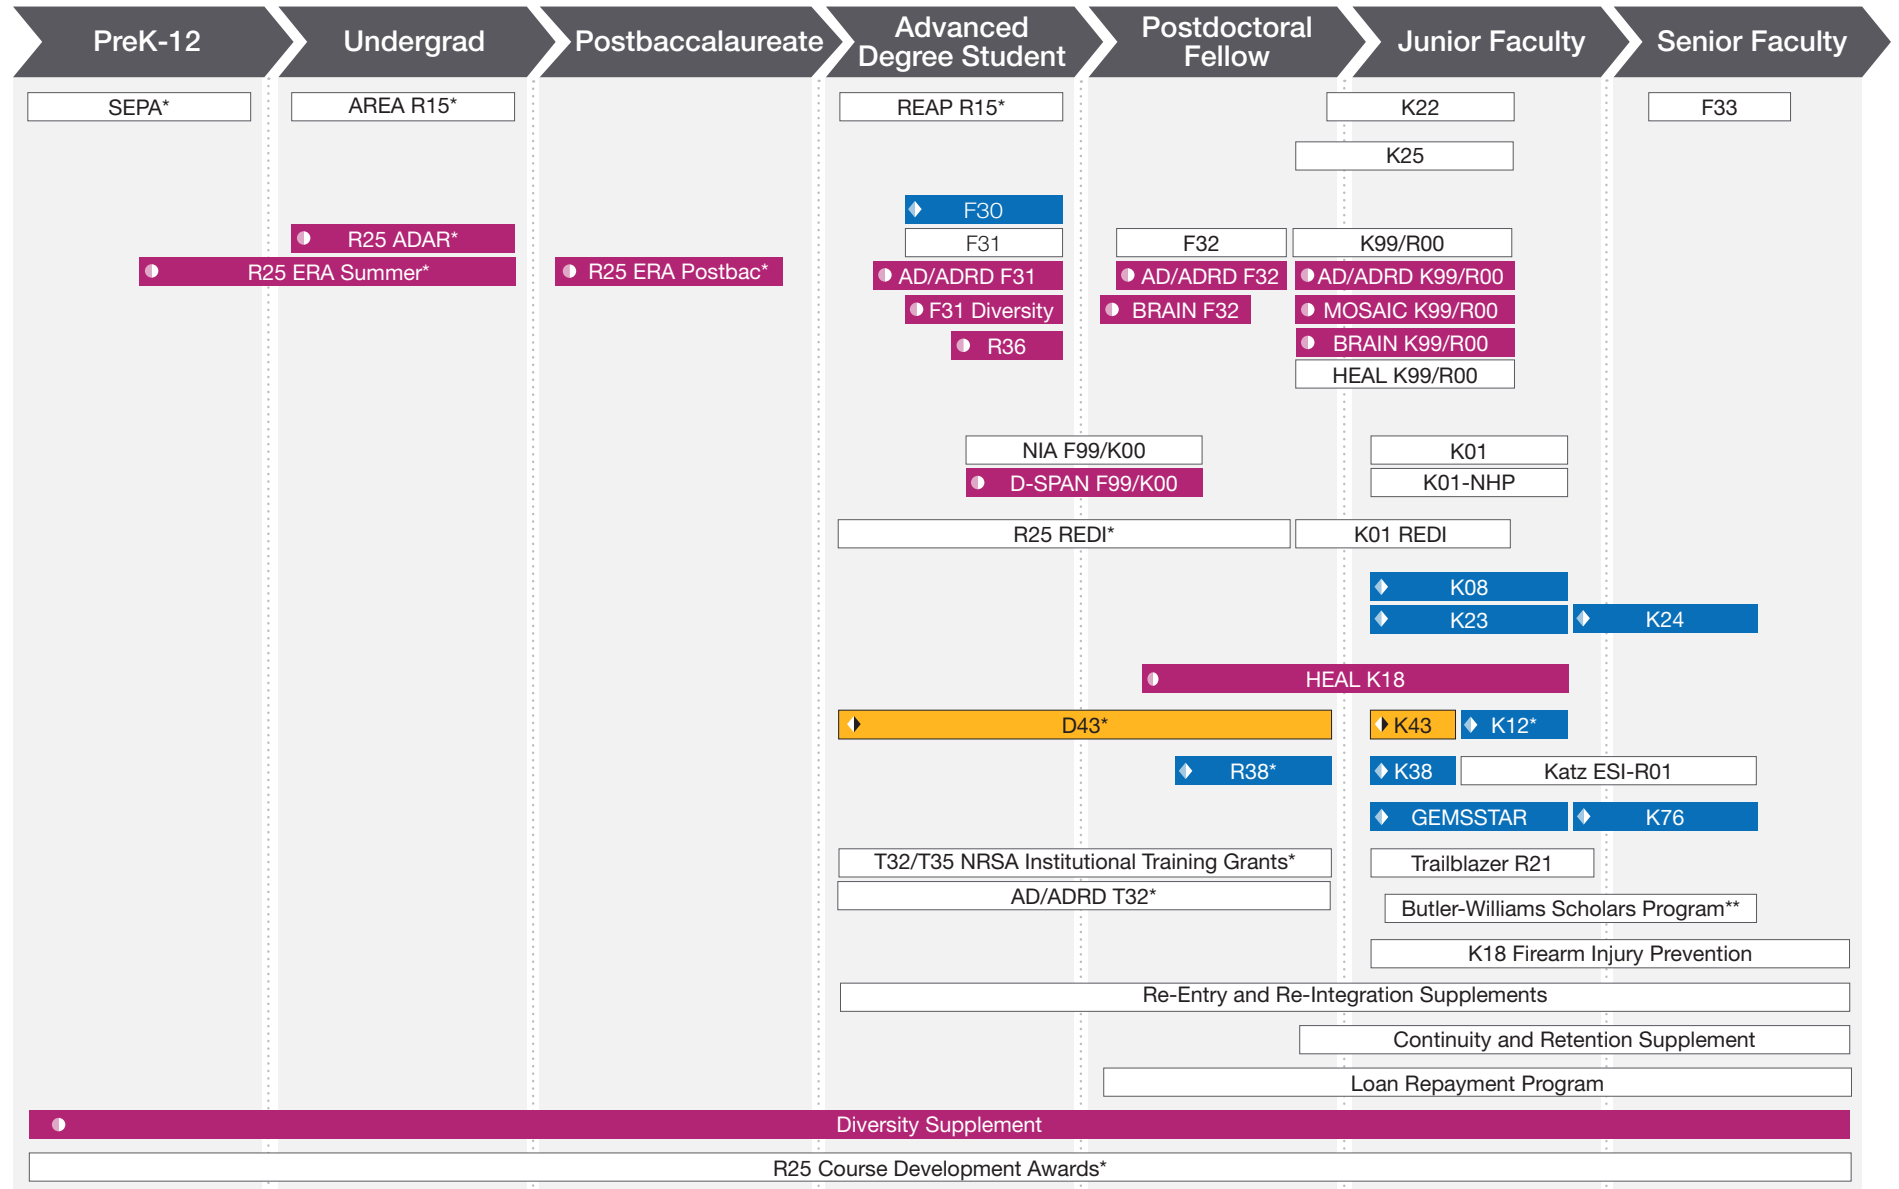 PreK-12
Undergrad
Postbaccalaureate
Advanced
Degree Student
Postdoctoral
Fellow
Junior Faculty
Senior Faculty
SEPA*
AREA R15*
REAP R15*
K22
F33
K25
F30
R25 ADAR*
F31
F32
K99/R00
R25 ERA Summer*
R25 ERA Postbac*
AD/ADRD F31
AD/ADRD F32
AD/ADRD K99/R00
F31 Diversity
BRAIN F32
MOSAIC K99/R00
R36
BRAIN K99/R00
HEAL K99/R00
NIA F99/K00
K01
D-SPAN F99/K00
K01-NHP
R25 REDI*
K01 REDI
K08
K23
K24
HEAL K18
D43*
K43
K12*
R38*
K38
Katz ESI-R01
GEMSSTAR
K76
T32/T35 NRSA Institutional Training Grants*
Trailblazer R21
AD/ADRD T32*
Butler-Williams Scholars Program**
K18 Firearm Injury Prevention
Re-Entry and Re-Integration Supplements
Continuity and Retention Supplement
Loan Repayment Program
Diversity Supplement
R25 Course Development Awards*